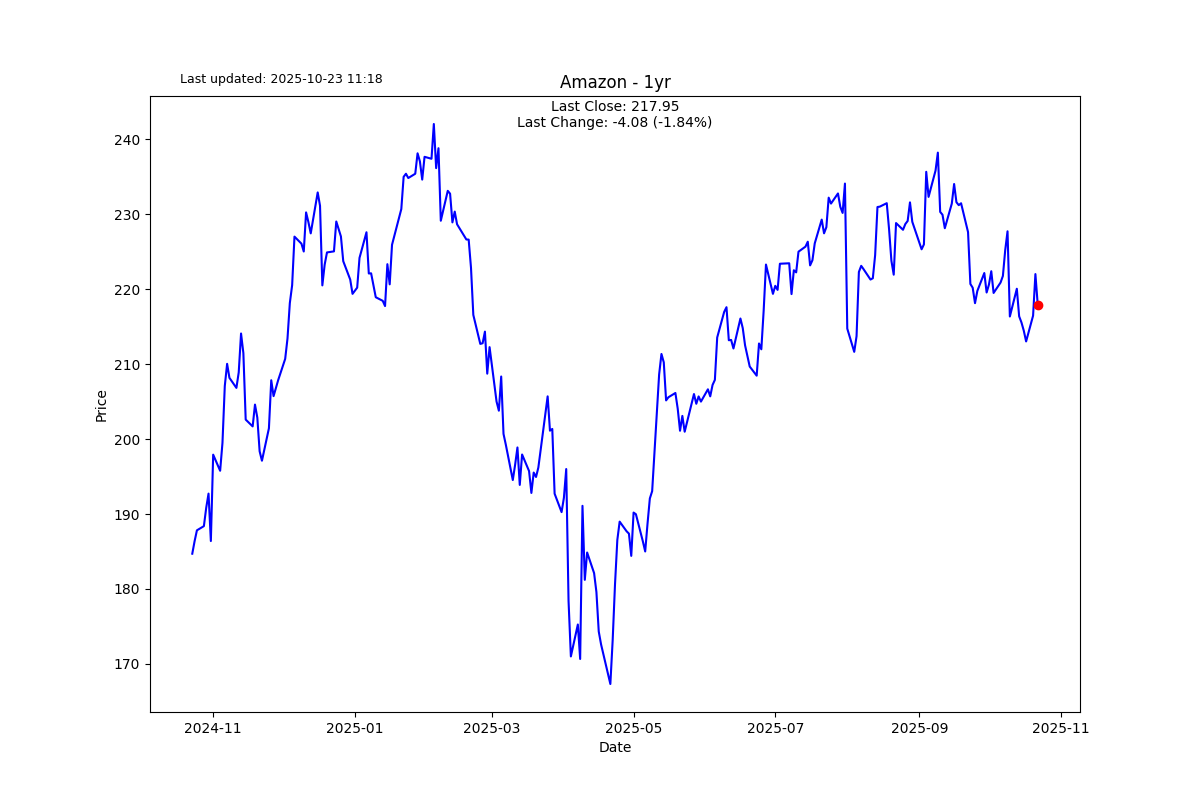 Last updated: 2025-10-23 11:18
Amazon - 1yr
Last Close: 217.95
Last Change: -4.08 (-1.84%)
240
230
220
210
200
190
180
170
Price
2024-11
2025-01
2025-03
2025-05
2025-07
2025-09
2025-11
Date